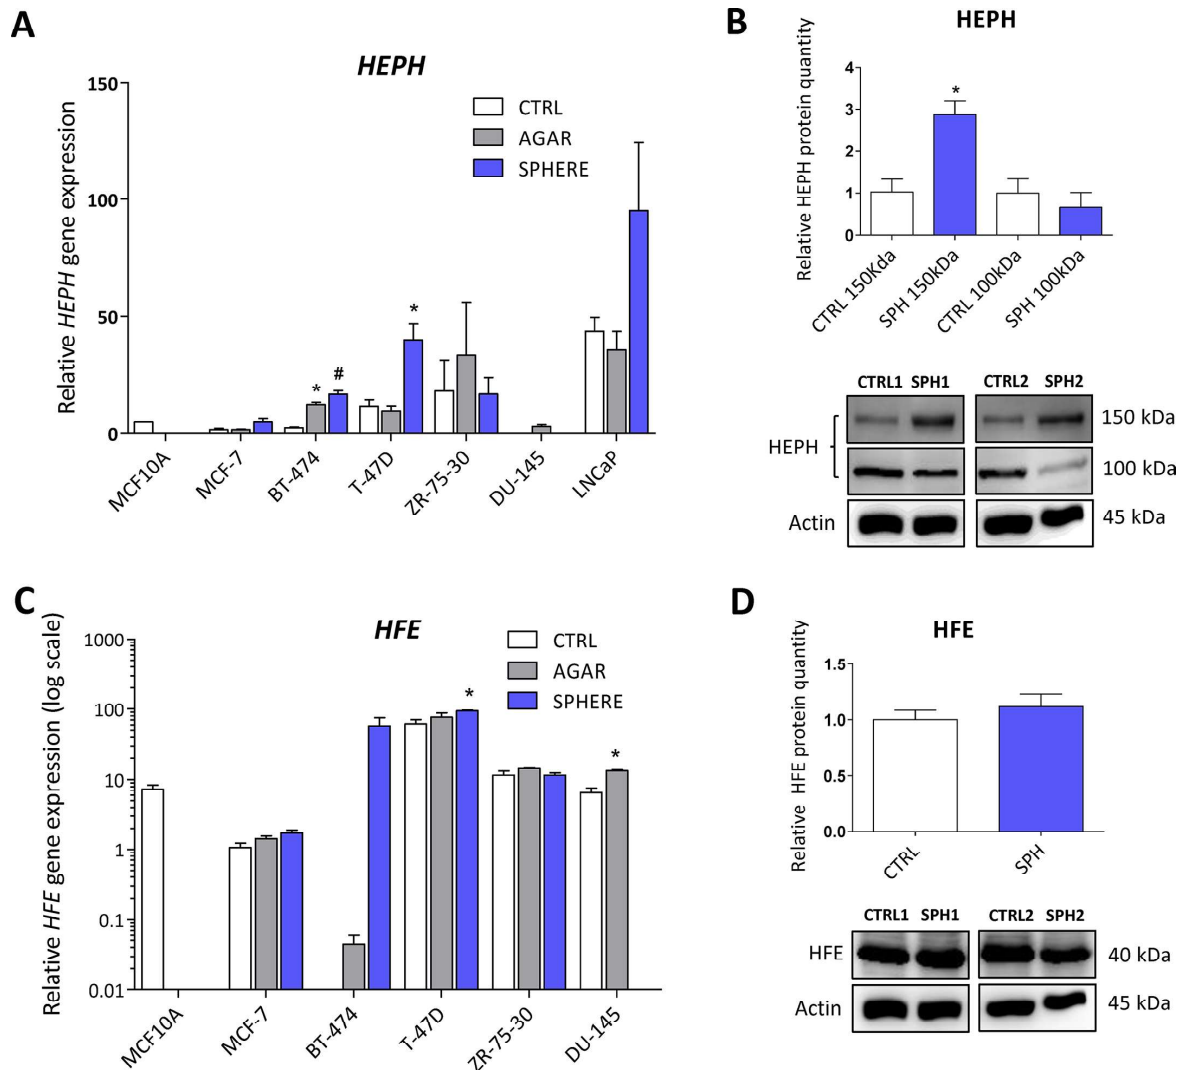 A
HEPH
Relative HEPH gene expression
150
100
50
0
CTRL
AGAR
SPHERE
*
#
*
MCF10A
MCF-7
BT-474
T-47D
ZR-75-30
DU-145
LNCaP
B
HEPH
Relative HEPH protein quantity
4
3
2
1
0
*
CTRL 150Kda
SPH 150kDa
CTRL 100kDa
SPH 100kDa
CTRL1 SPH1 CTRL2 SPH2
150 kDa
HEPH
100 kDa
Actin
45 kDa
C
HFE
Relative HFE gene expression (log scale)
1000
100
10
1
0.1
0.01
CTRL
AGAR
SPHERE
*
*
MCF10A
MCF-7
BT-474
T-47D
ZR-75-30
DU-145
D
HFE
Relative HFE protein quantity
1.5
1.0
0.5
0.0
CTRL
SPH
CTRL1 SPH1 CTRL2 SPH2
HFE
40 kDa
Actin
45 kDa